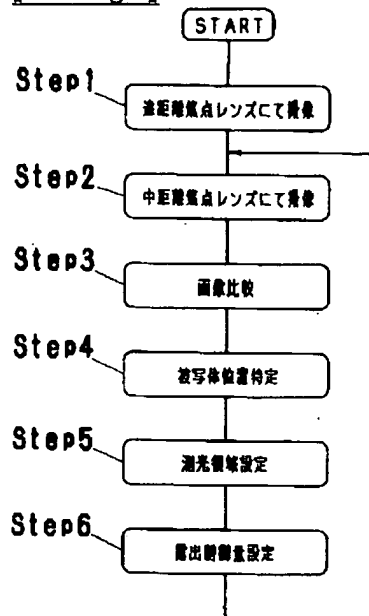 START
Step1
遠距離焦点レンズにて撮像
Step2
中距離焦点レンズにて撮像
Step3
画像比較
Step4
被写体位置特定
Step5
測光領域設定
Step6
露出制御量設定